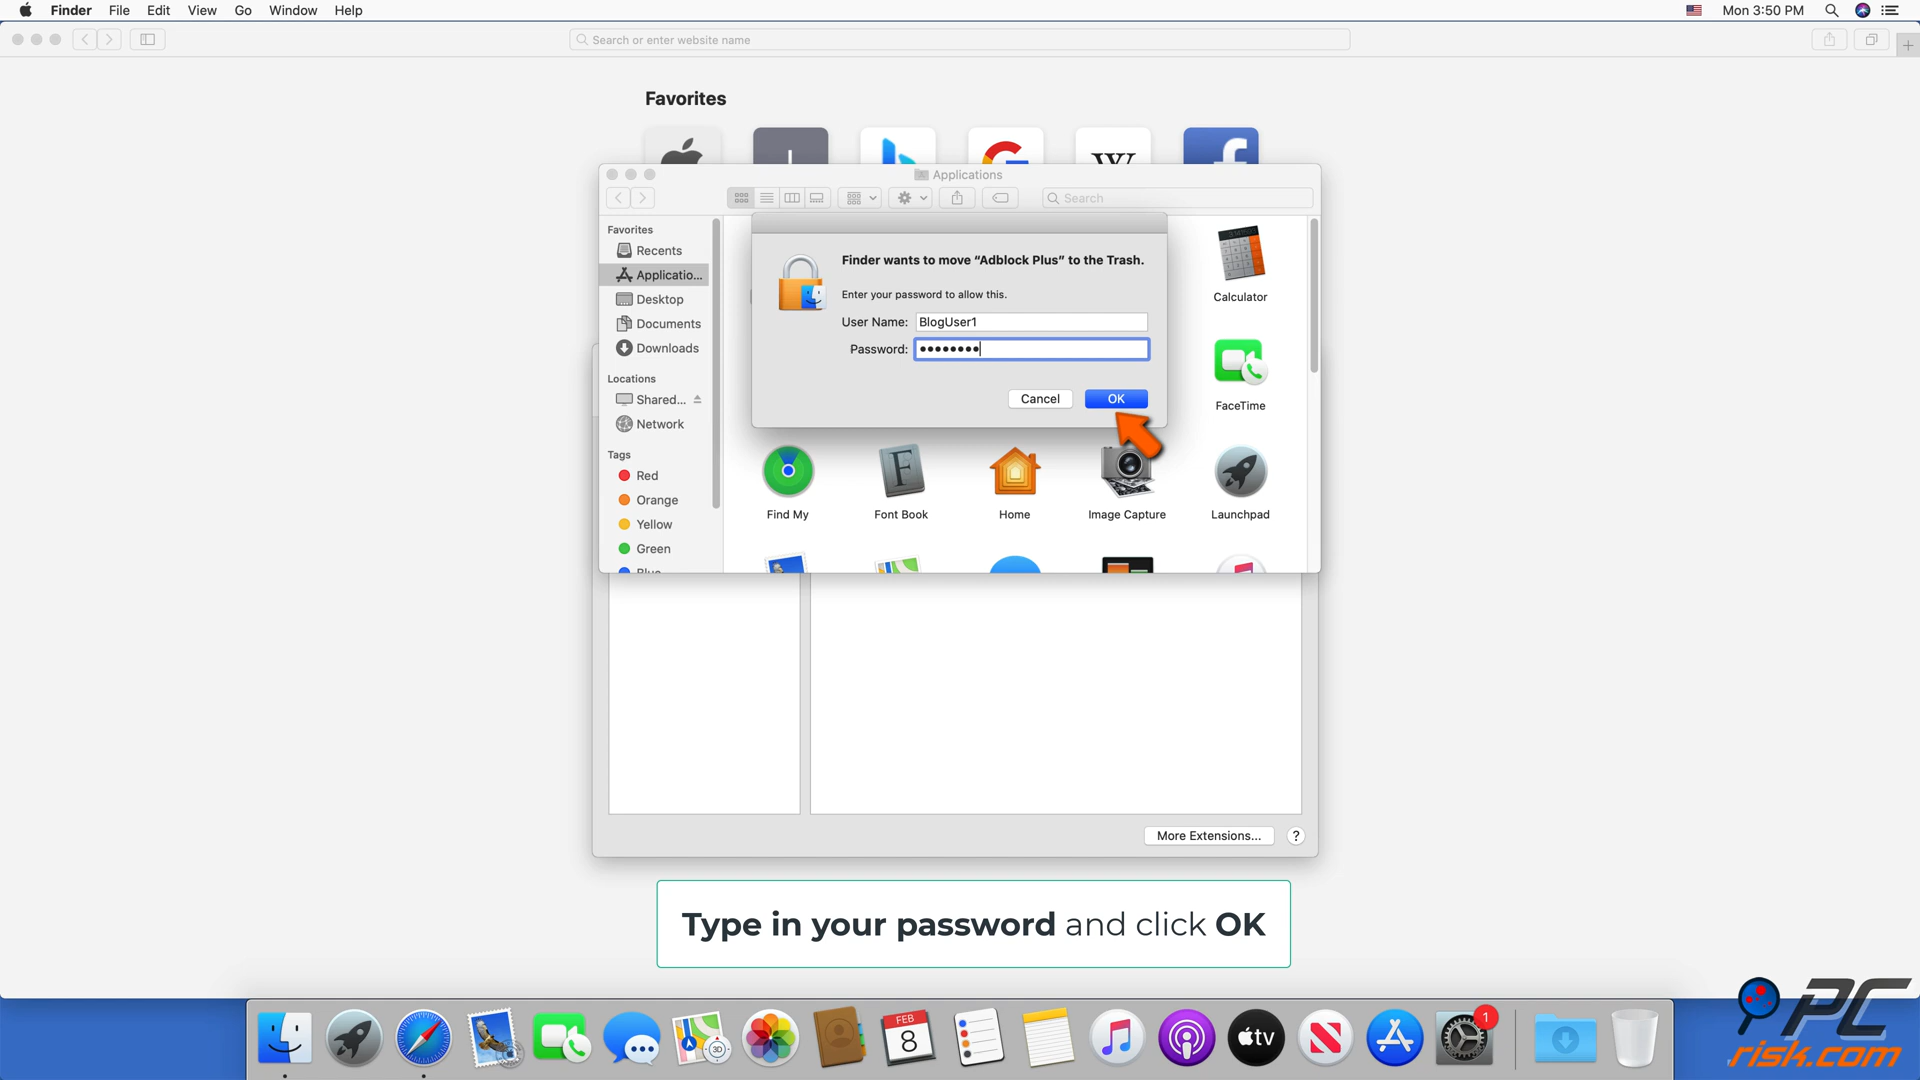 Finder File Edit View Go Window Help
Mon 3:50 PM
Search or enter website name
Favorites
Applications
Search
Favorites
Recents
Applicatio...
Desktop
Documents
Downloads
Locations
Shared...
Network
Tags
Red
Orange
Yellow
Green
Finder wants to move “Adblock Plus” to the Trash.
Enter your password to allow this.
User Name: BlogUser1
Password: ••••••••
Cancel OK
Calculator
FaceTime
Find My
Font Book
Home
Image Capture
Launchpad
More Extensions... ?
Type in your password and click OK
FEB
8
3D
tv
1
PC
risk.com